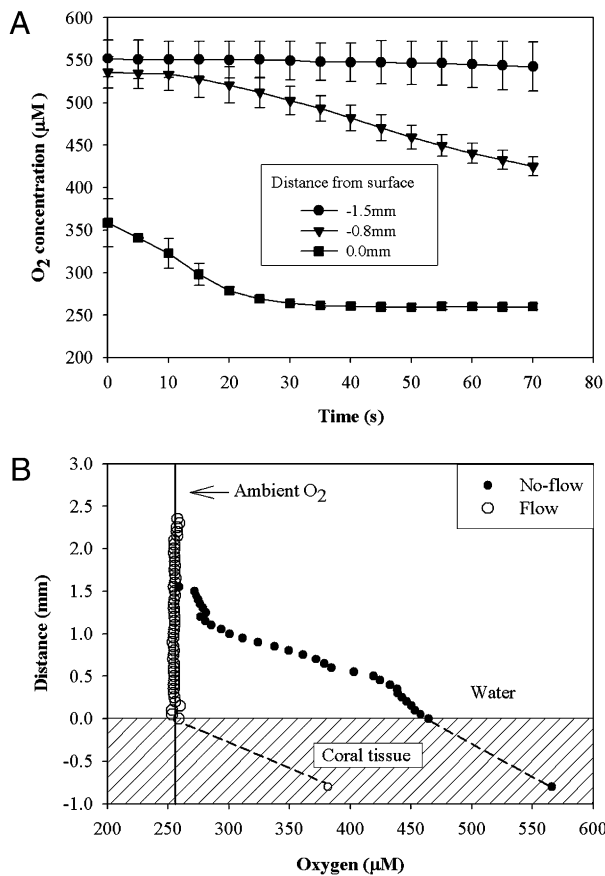 A
600
550
500
450
400
350
300
250
200
O2 concentration (μM )
Distance from surface
-1.5mm
-0.8mm
0.0mm
0 10 20 30 40 50 60 70 80
Time (s)
B
3.0
2.5
2.0
1.5
1.0
0.5
0.0
-0.5
-1.0
Distance (mm)
Ambient O2
No-flow
Flow
Water
Coral tissue
200 250 300 350 400 450 500 550 600
Oxygen (μM)